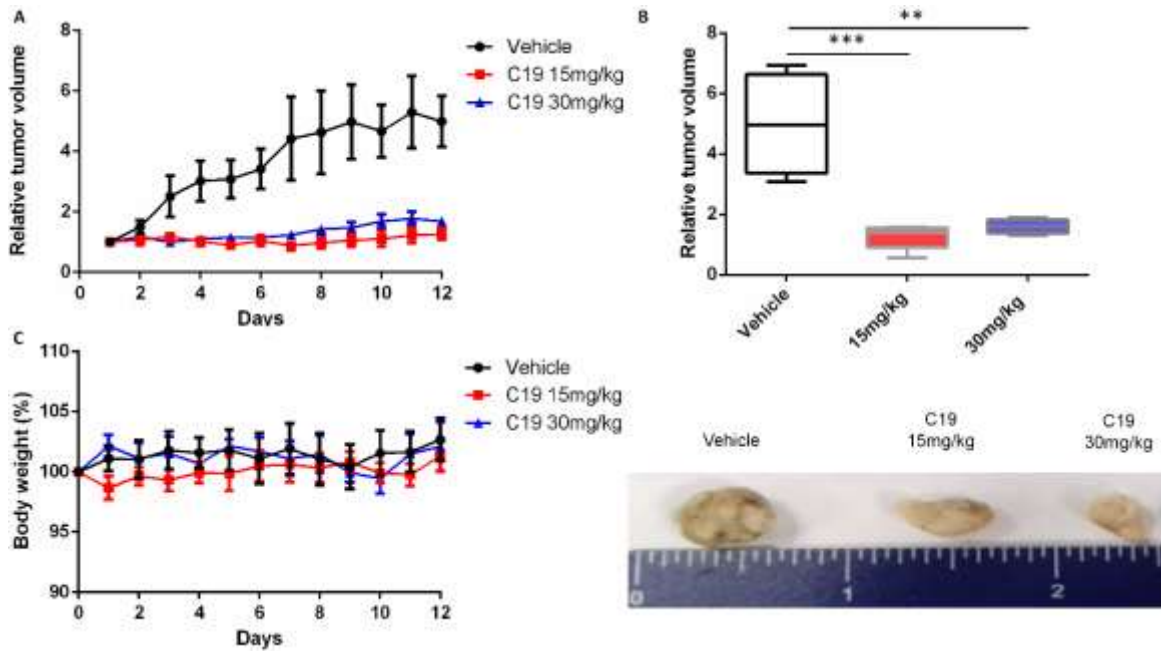 A
Relative tumor volume
8
6
4
2
0
0 2 4 6 8 10 12
Days
Vehicle
C19 15mg/kg
C19 30mg/kg
B
Relative tumor volume
8
6
4
2
0
***
**
Vehicle
15mg/kg
30mg/kg
C
Body weight (%)
110
105
100
95
90
0 2 4 6 8 10 12
Days
Vehicle
C19 15mg/kg
C19 30mg/kg
Vehicle
C19
15mg/kg
C19
30mg/kg
0 1 2